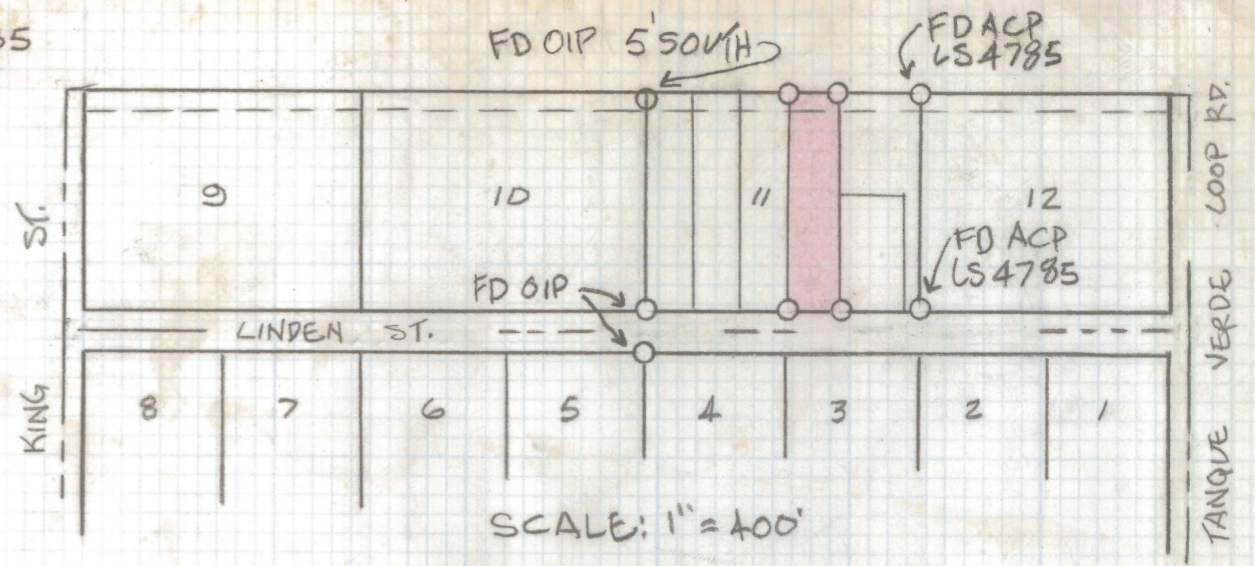 55
FD OIP 5' SOUTH
FD ACP
LS 4785
9
10
11
12
FD ACP
LS 4785
FD OIP
LINDEN ST.
KING ST.
TANQUE VERDE LOOP RD.
8
7
6
5
4
3
2
1
SCALE: 1" = 400'